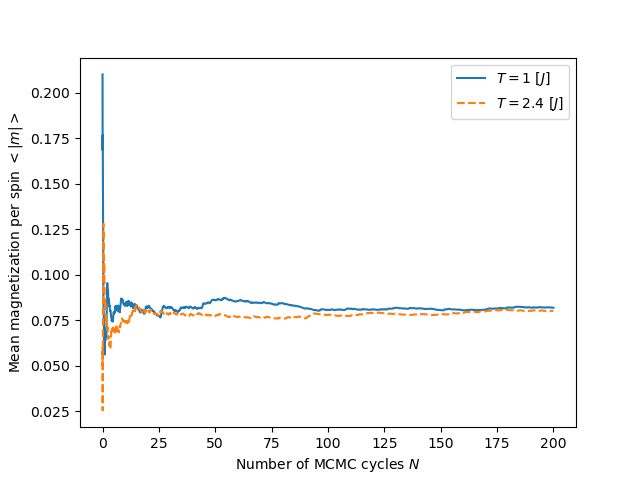 0.200
0.175
0.150
0.125
0.100
0.075
0.050
0.025
Mean magnetization per spin < |m| >
T = 1 [J]
T = 2.4 [J]
0 25 50 75 100 125 150 175 200
Number of MCMC cycles N